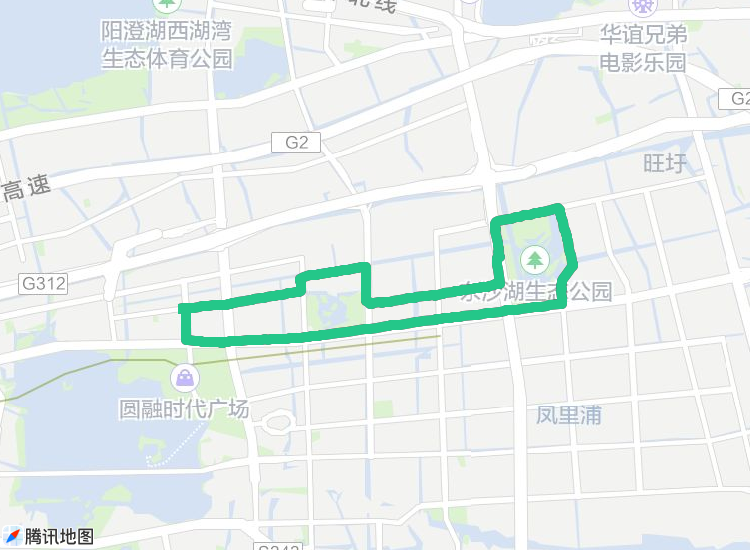 北线
阳澄湖西湖湾
生态体育公园
华谊兄弟
电影乐园
G2
G2
旺圩
高速
G312
东沙湖生态公园
圆融时代广场
凤里浦
腾讯地图